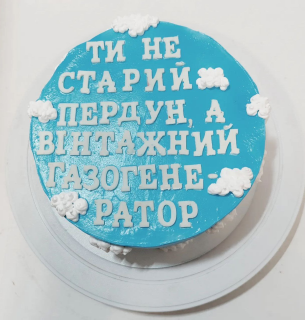 ТИ НЕ
СТАРИЙ
ПЕРДУН, А
ВІНТАЖНИЙ
ГАЗОГЕНЕ-
РАТОР